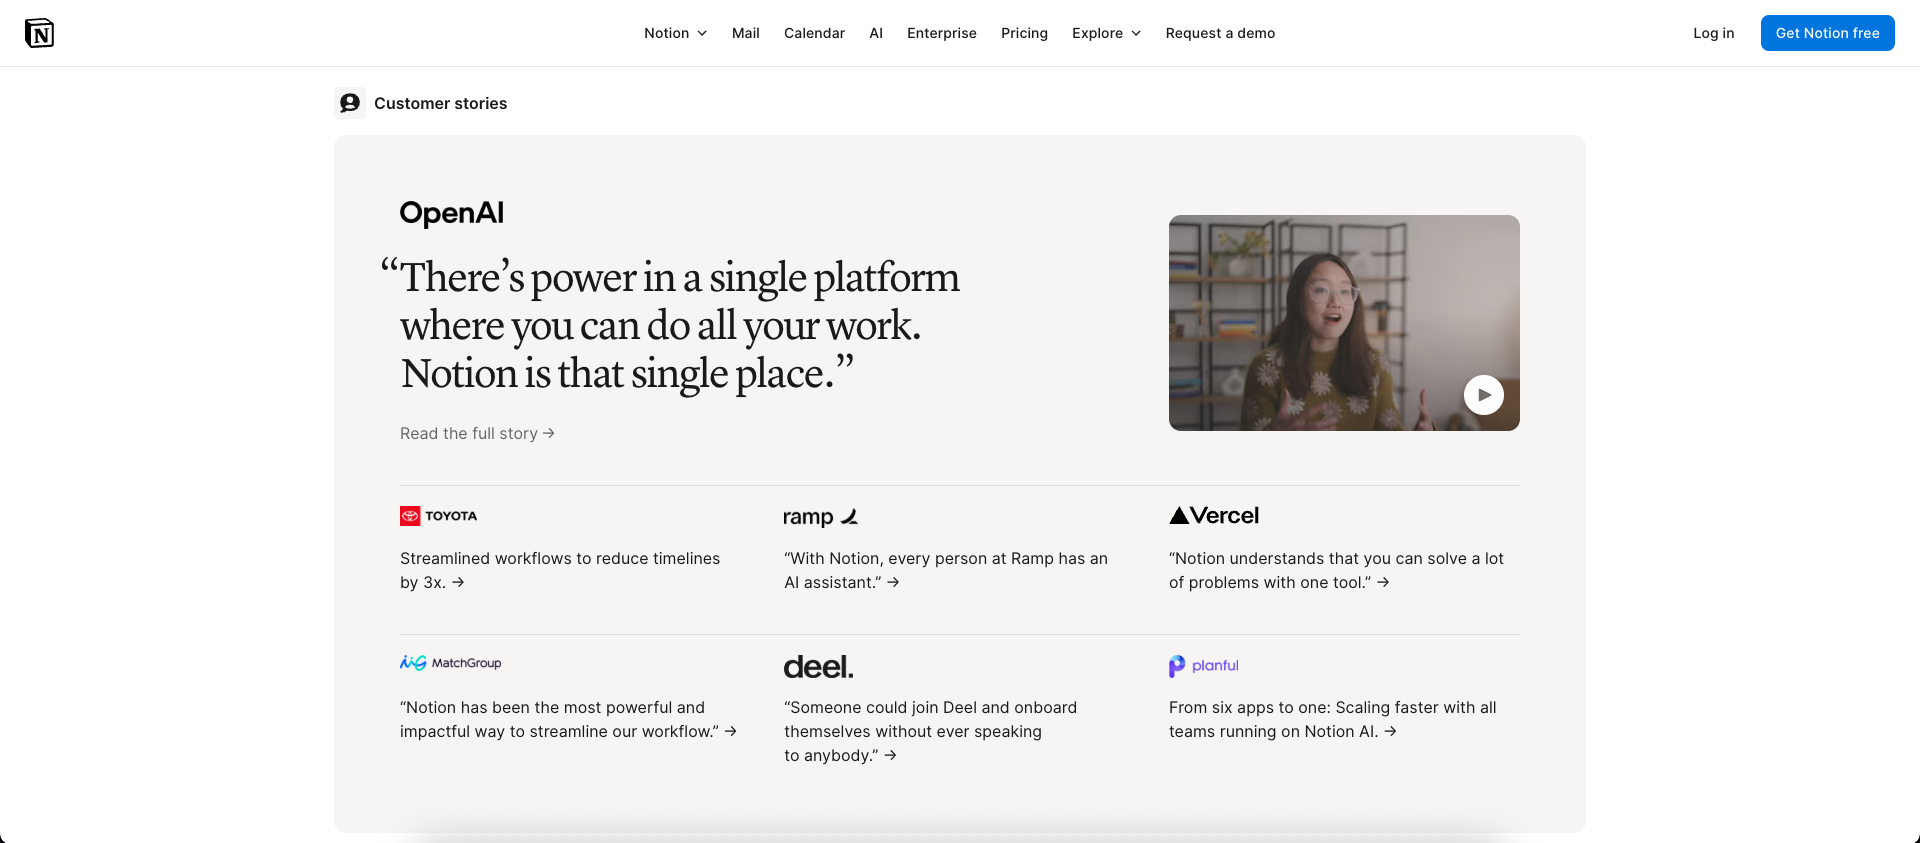 N
Notion
Mail
Calendar
AI
Enterprise
Pricing
Explore
Request a demo
Log in
Get Notion free
Customer stories
OpenAI
“There’s power in a single platform
where you can do all your work.
Notion is that single place.”
Read the full story →
TOYOTA
Streamlined workflows to reduce timelines
by 3x. →
ramp
“With Notion, every person at Ramp has an
AI assistant.” →
Vercel
“Notion understands that you can solve a lot
of problems with one tool.” →
MatchGroup
“Notion has been the most powerful and
impactful way to streamline our workflow.” →
deel.
“Someone could join Deel and onboard
themselves without ever speaking
to anybody.” →
planful
From six apps to one: Scaling faster with all
teams running on Notion AI. →